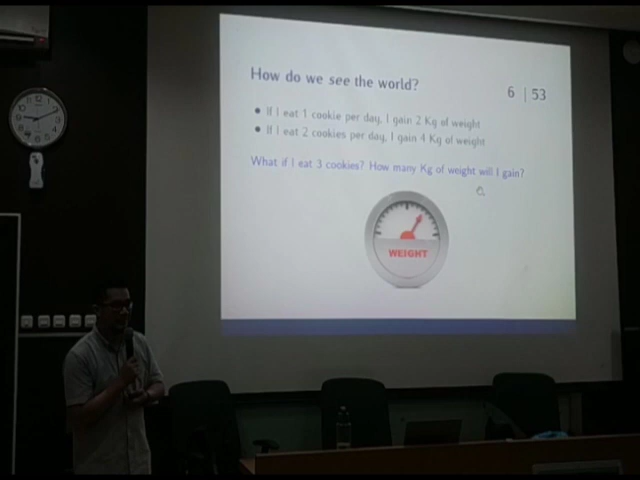 How do we see the world?
6 | 53
• If I eat 1 cookie per day, I gain 2 Kg of weight
• If I eat 2 cookies per day, I gain 4 Kg of weight
What if I eat 3 cookies? How many Kg of weight will I gain?
WEIGHT